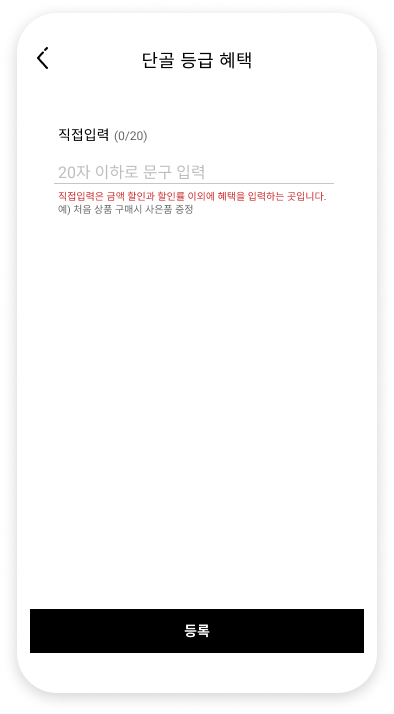 단골 등급 혜택
직접입력 (0/20)
20자 이하로 문구 입력
직접입력은 금액 할인과 할인률 이외에 혜택을 입력하는 곳입니다.
예) 처음 상품 구매시 사은품 증정
등록